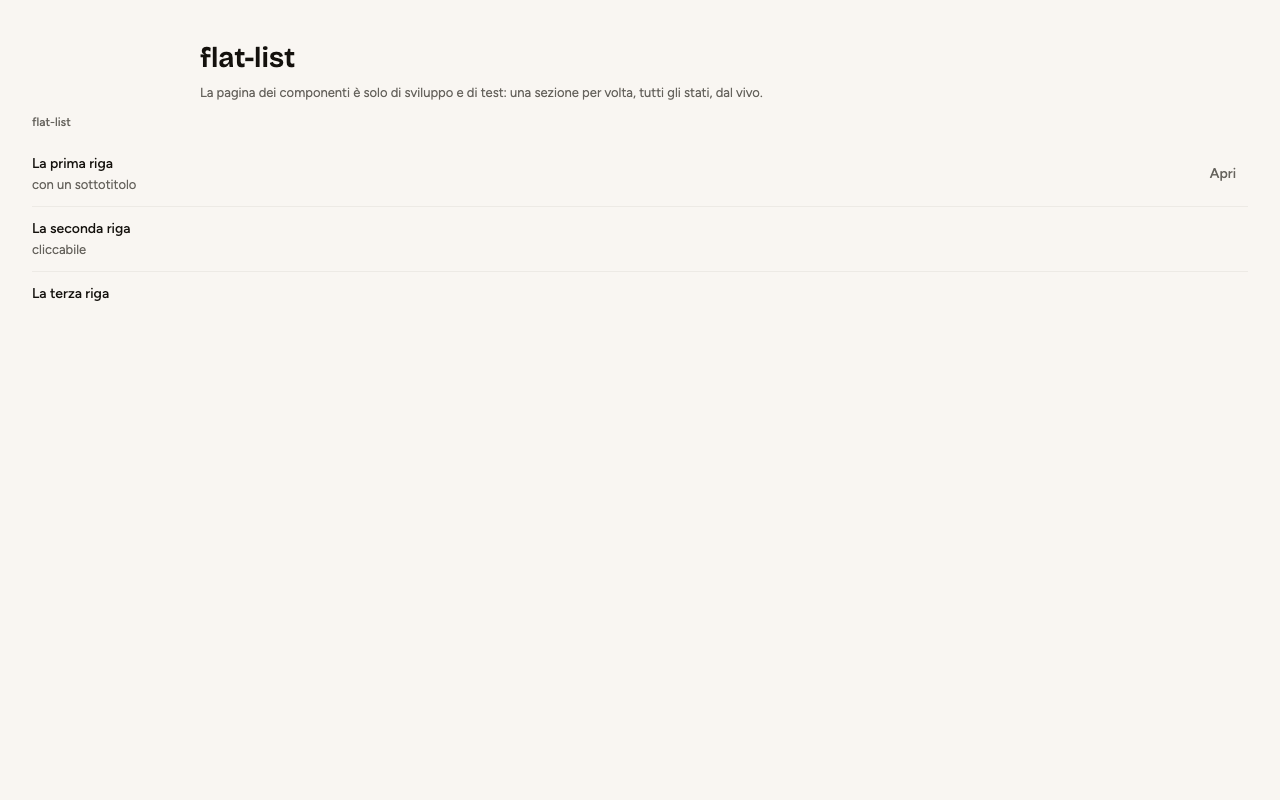 flat-list
La pagina dei componenti è solo di sviluppo e di test: una sezione per volta, tutti gli stati, dal vivo.
flat-list
La prima riga
con un sottotitolo
Apri
La seconda riga
cliccabile
La terza riga